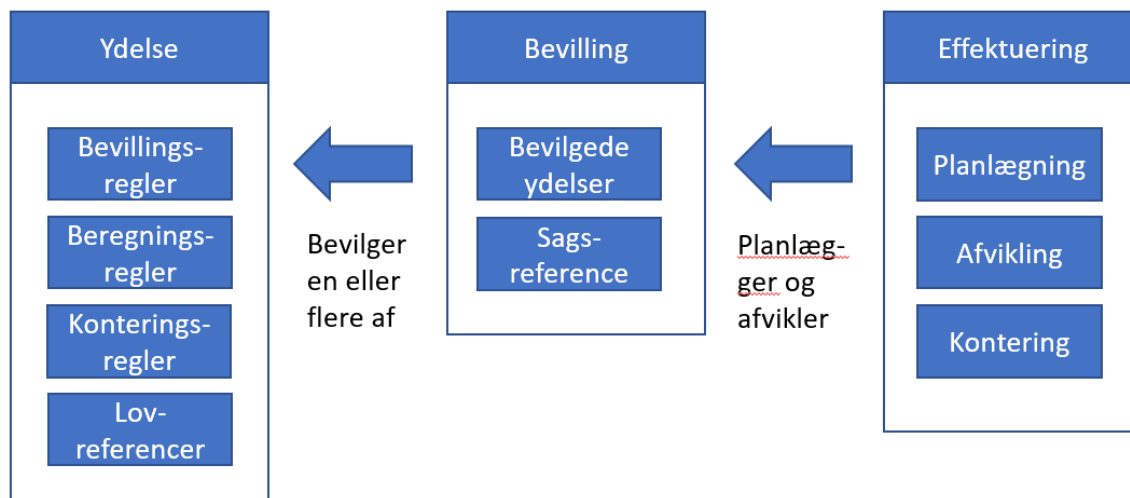 Ydelse
Bevillings-
regler
Beregnings-
regler
Konterings-
regler
Lov-
referencer
Bevilger
en eller
flere af
Bevilling
Bevilgede
ydelser
Sags-
reference
Planlæg-
ger og
afvikler
Effektuering
Planlægning
Afvikling
Kontering